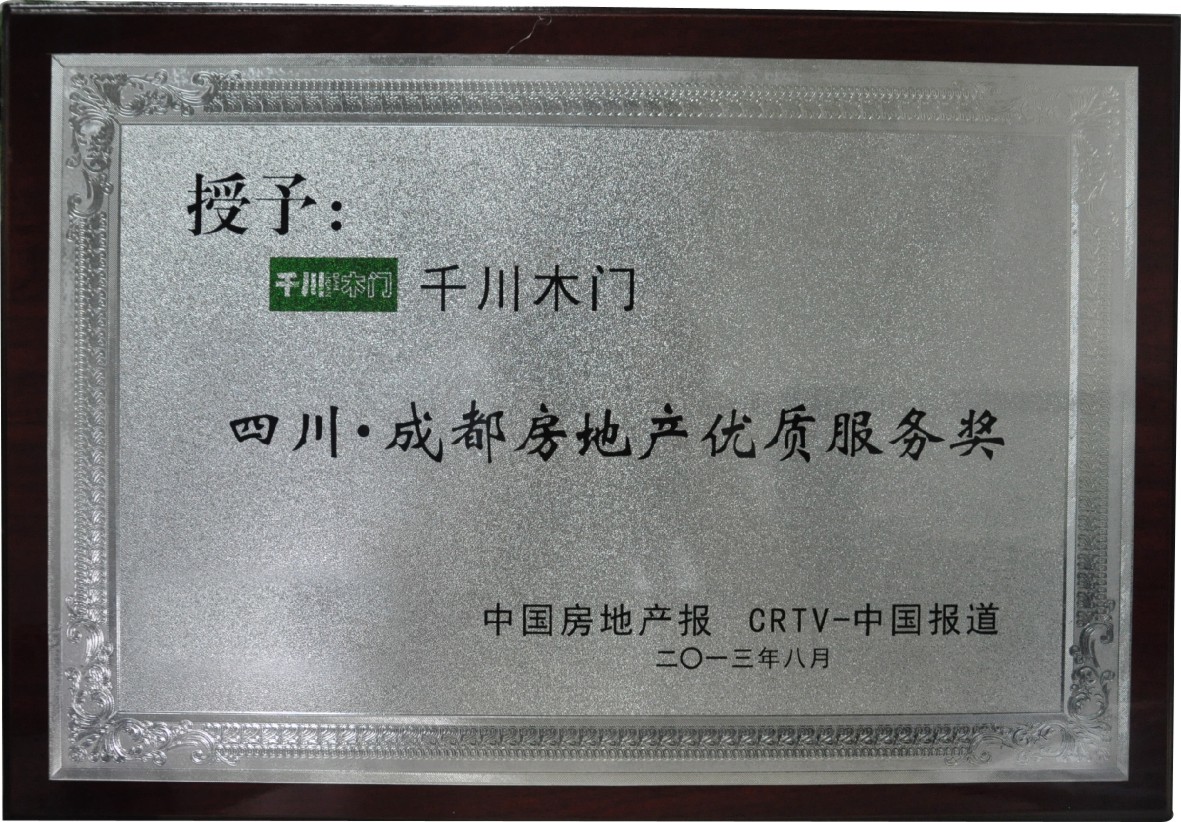 授予：
千川木门 千川木门
四川·成都房地产优质服务奖
中国房地产报 CRTV-中国报道
二〇一三年八月